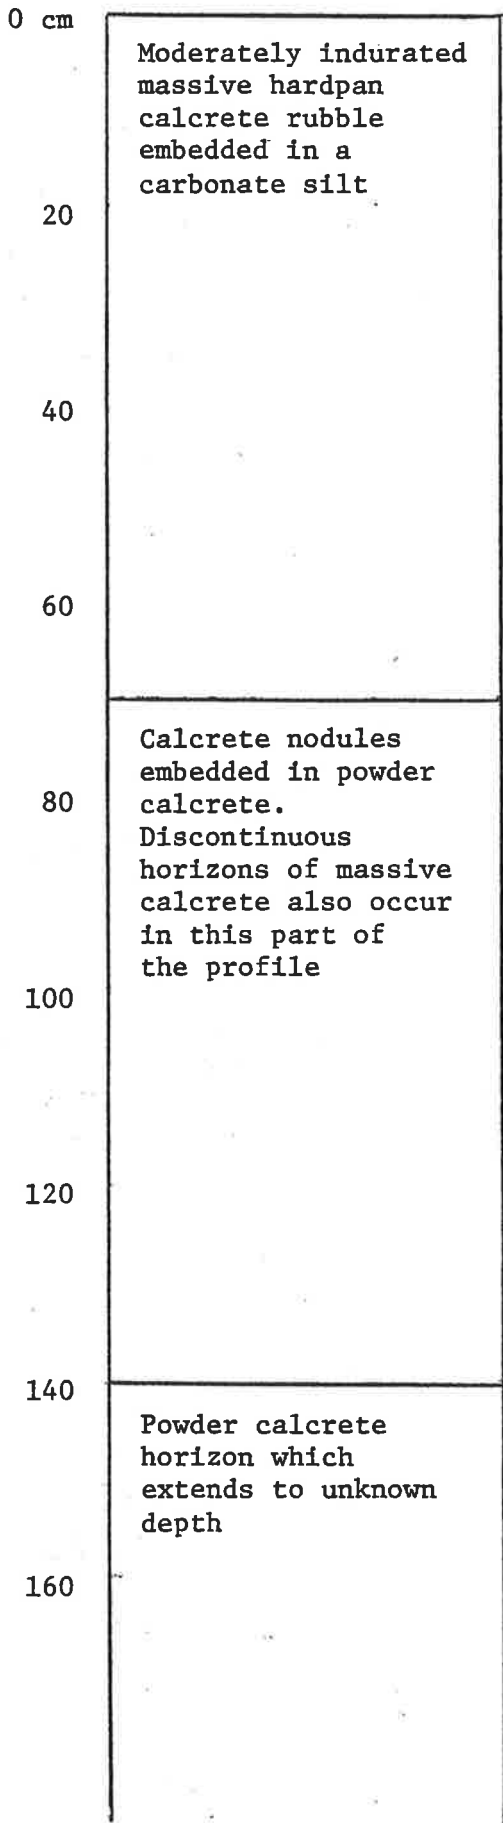 0 cm
Moderately indurated
massive hardpan
calcrete rubble
embedded in a
carbonate silt
20
40
60
Calcrete nodules
embedded in powder
80
calcrete.
Discontinuous
horizons of massive
calcrete also occur
in this part of
the profile
100
120
140
Powder calcrete
horizon which
extends to unknown
depth
160